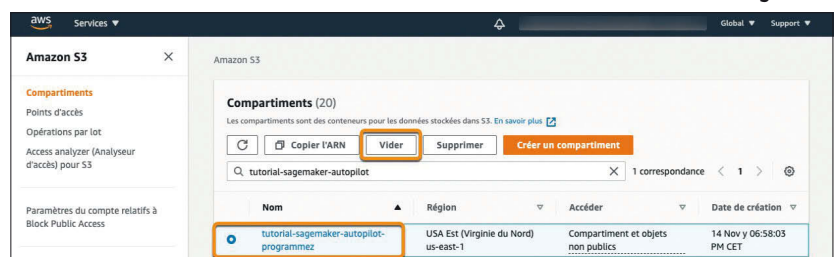 aws Services ▼ Global ▼ Support ▼
Amazon S3 ×
Amazon S3
Compartiments
Points d'accès
Opérations par lot
Access analyzer (Analyseur
d'accès) pour S3
Paramètres du compte relatifs à
Block Public Access
Compartiments (20)
Les compartiments sont des conteneurs pour les données stockées dans S3. En savoir plus
Copier l'ARN Vider Supprimer Créer un compartiment
tutorial-sagemaker-autopilot × 1 correspondance < 1 >
Nom ▲ Région ▽ Accéder ▽ Date de création ▽
tutorial-sagemaker-autopilot- USA Est (Virginie du Nord) Compartiment et objets 14 Nov y 06:58:03
programmez us-east-1 non publics PM CET